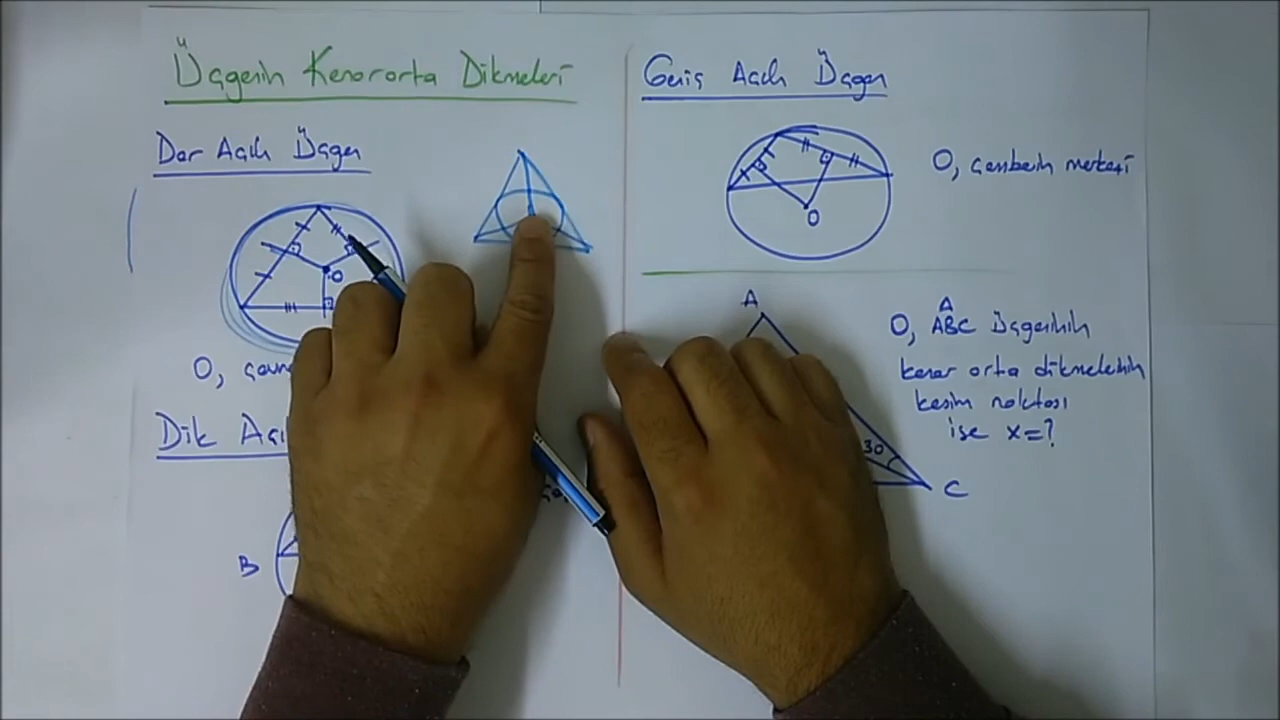 Üçgenin Kenarorta Dikmeleri
Dar Açılı Üçgen
O
O,
Dik Açı
B
Geniş Açılı Üçgen
O
O, çemberin merkezi
A
30
C
O, ABC üçgeninin
kenar orta dikmelerinin
kesim noktası
ise x=?